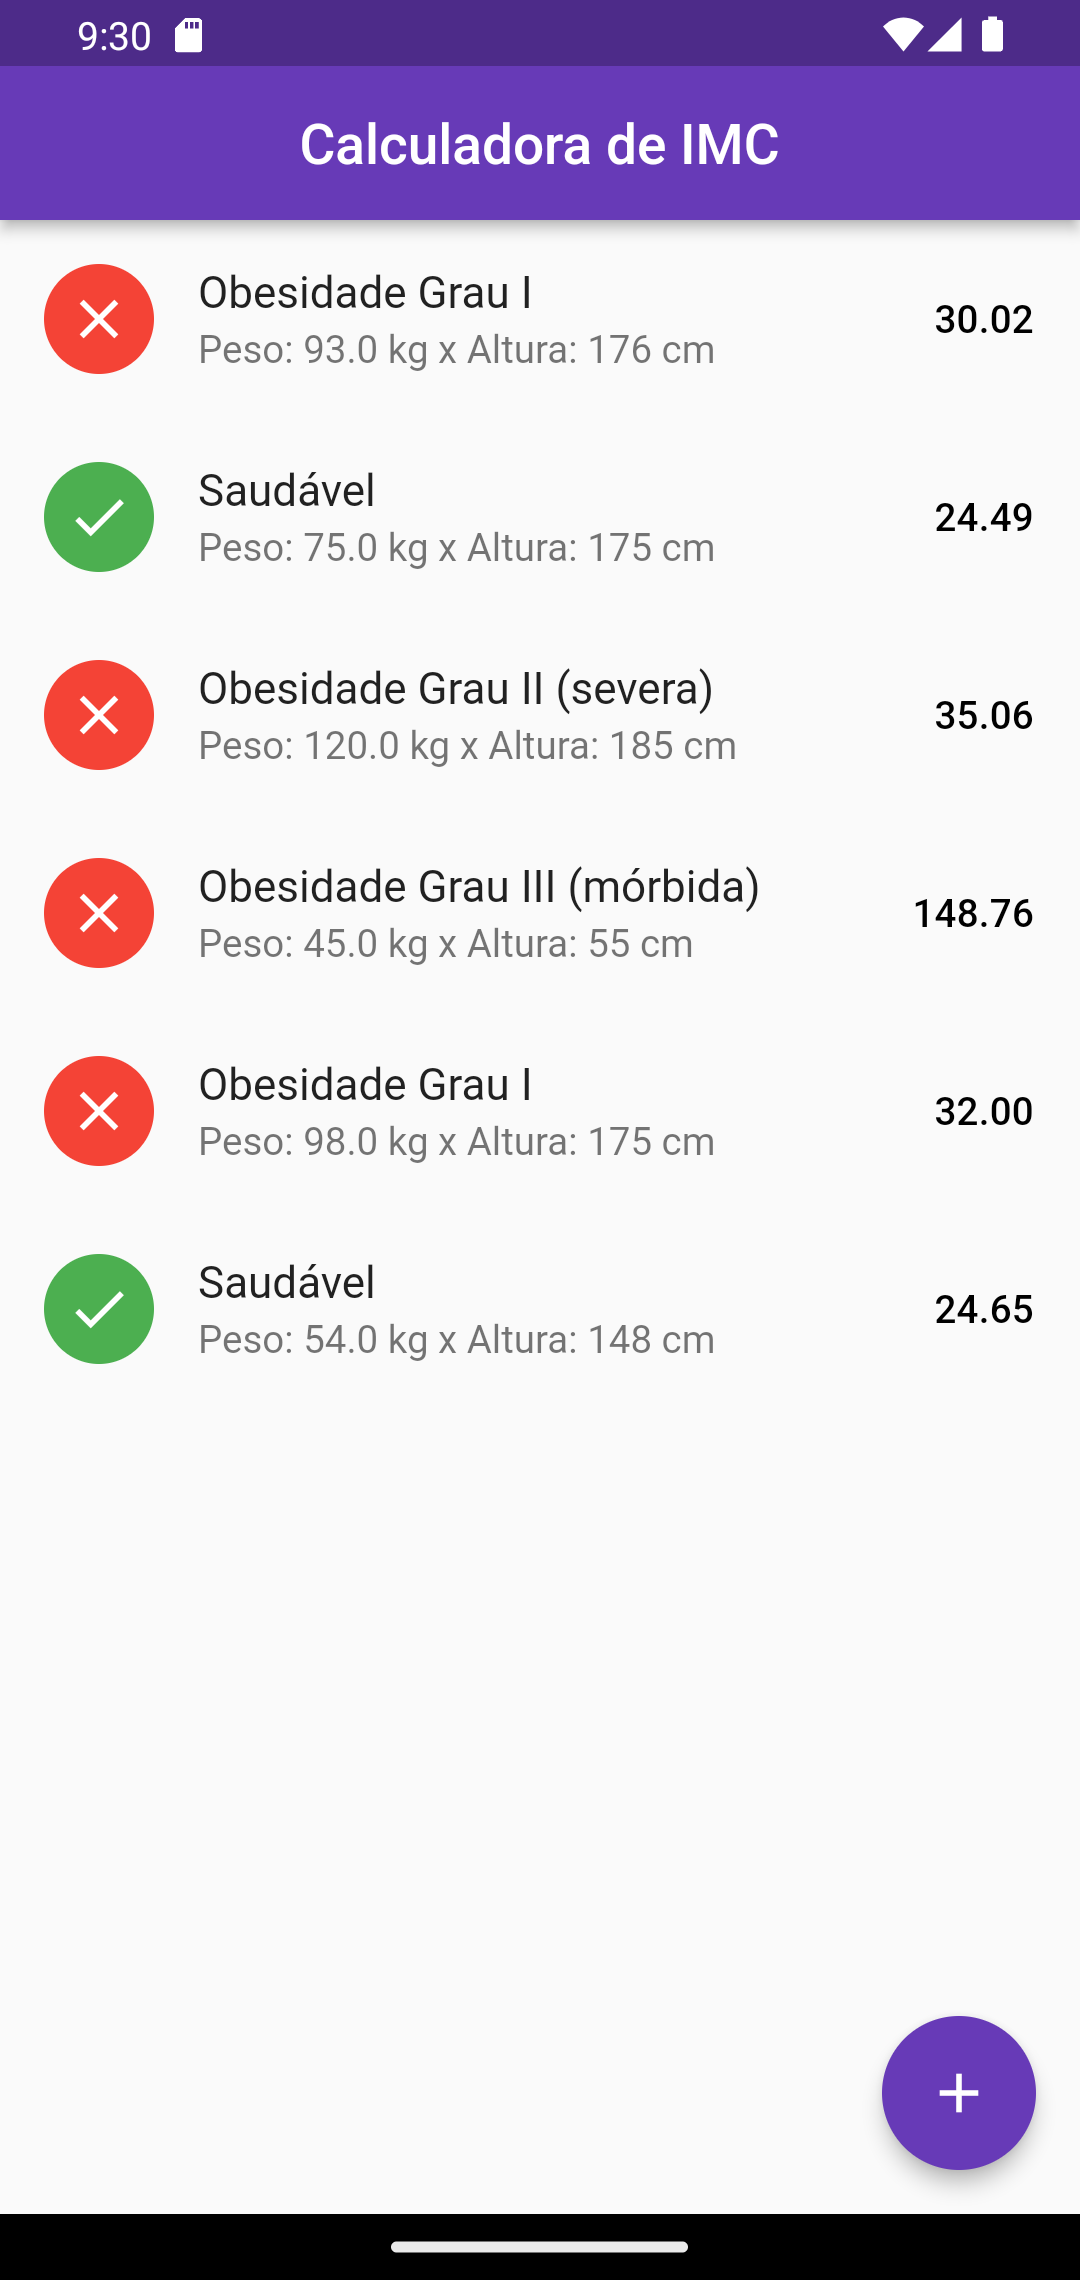 9:30
Calculadora de IMC
Obesidade Grau I
Peso: 93.0 kg x Altura: 176 cm
30.02
Saudável
Peso: 75.0 kg x Altura: 175 cm
24.49
Obesidade Grau II (severa)
Peso: 120.0 kg x Altura: 185 cm
35.06
Obesidade Grau III (mórbida)
Peso: 45.0 kg x Altura: 55 cm
148.76
Obesidade Grau I
Peso: 98.0 kg x Altura: 175 cm
32.00
Saudável
Peso: 54.0 kg x Altura: 148 cm
24.65